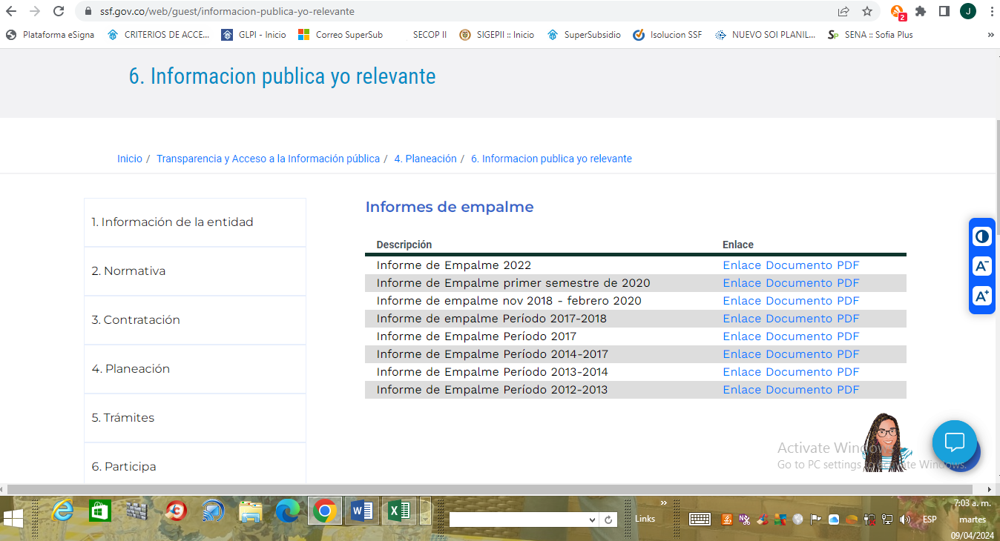 ssf.gov.co/web/guest/informacion-publica-yo-relevante
2
J
Plataforma eSigna
CRITERIOS DE ACCE...
GLPI - Inicio
Correo SuperSub
SECOP II
SIGEPII :: Inicio
SuperSubsidio
Isolucion SSF
NUEVO SOI PLANIL...
SENA :: Sofia Plus
»
6. Informacion publica yo relevante
Inicio / Transparencia y Acceso a la Información pública / 4. Planeación / 6. Informacion publica yo relevante
1. Información de la entidad
2. Normativa
3. Contratación
4. Planeación
5. Trámites
6. Participa
Informes de empalme
Descripción Enlace
Informe de Empalme 2022 Enlace Documento PDF
Informe de Empalme primer semestre de 2020 Enlace Documento PDF
Informe de empalme nov 2018 - febrero 2020 Enlace Documento PDF
Informe de empalme Período 2017-2018 Enlace Documento PDF
Informe de Empalme Período 2017 Enlace Documento PDF
Informe de Empalme Período 2014-2017 Enlace Documento PDF
Informe de Empalme Período 2013-2014 Enlace Documento PDF
Informe de Empalme Período 2012-2013 Enlace Documento PDF
A-
A+
Activate Windows
Go to PC settings to activate Windows.
Links
»
ESP
7:03 a. m.
martes
09/04/2024